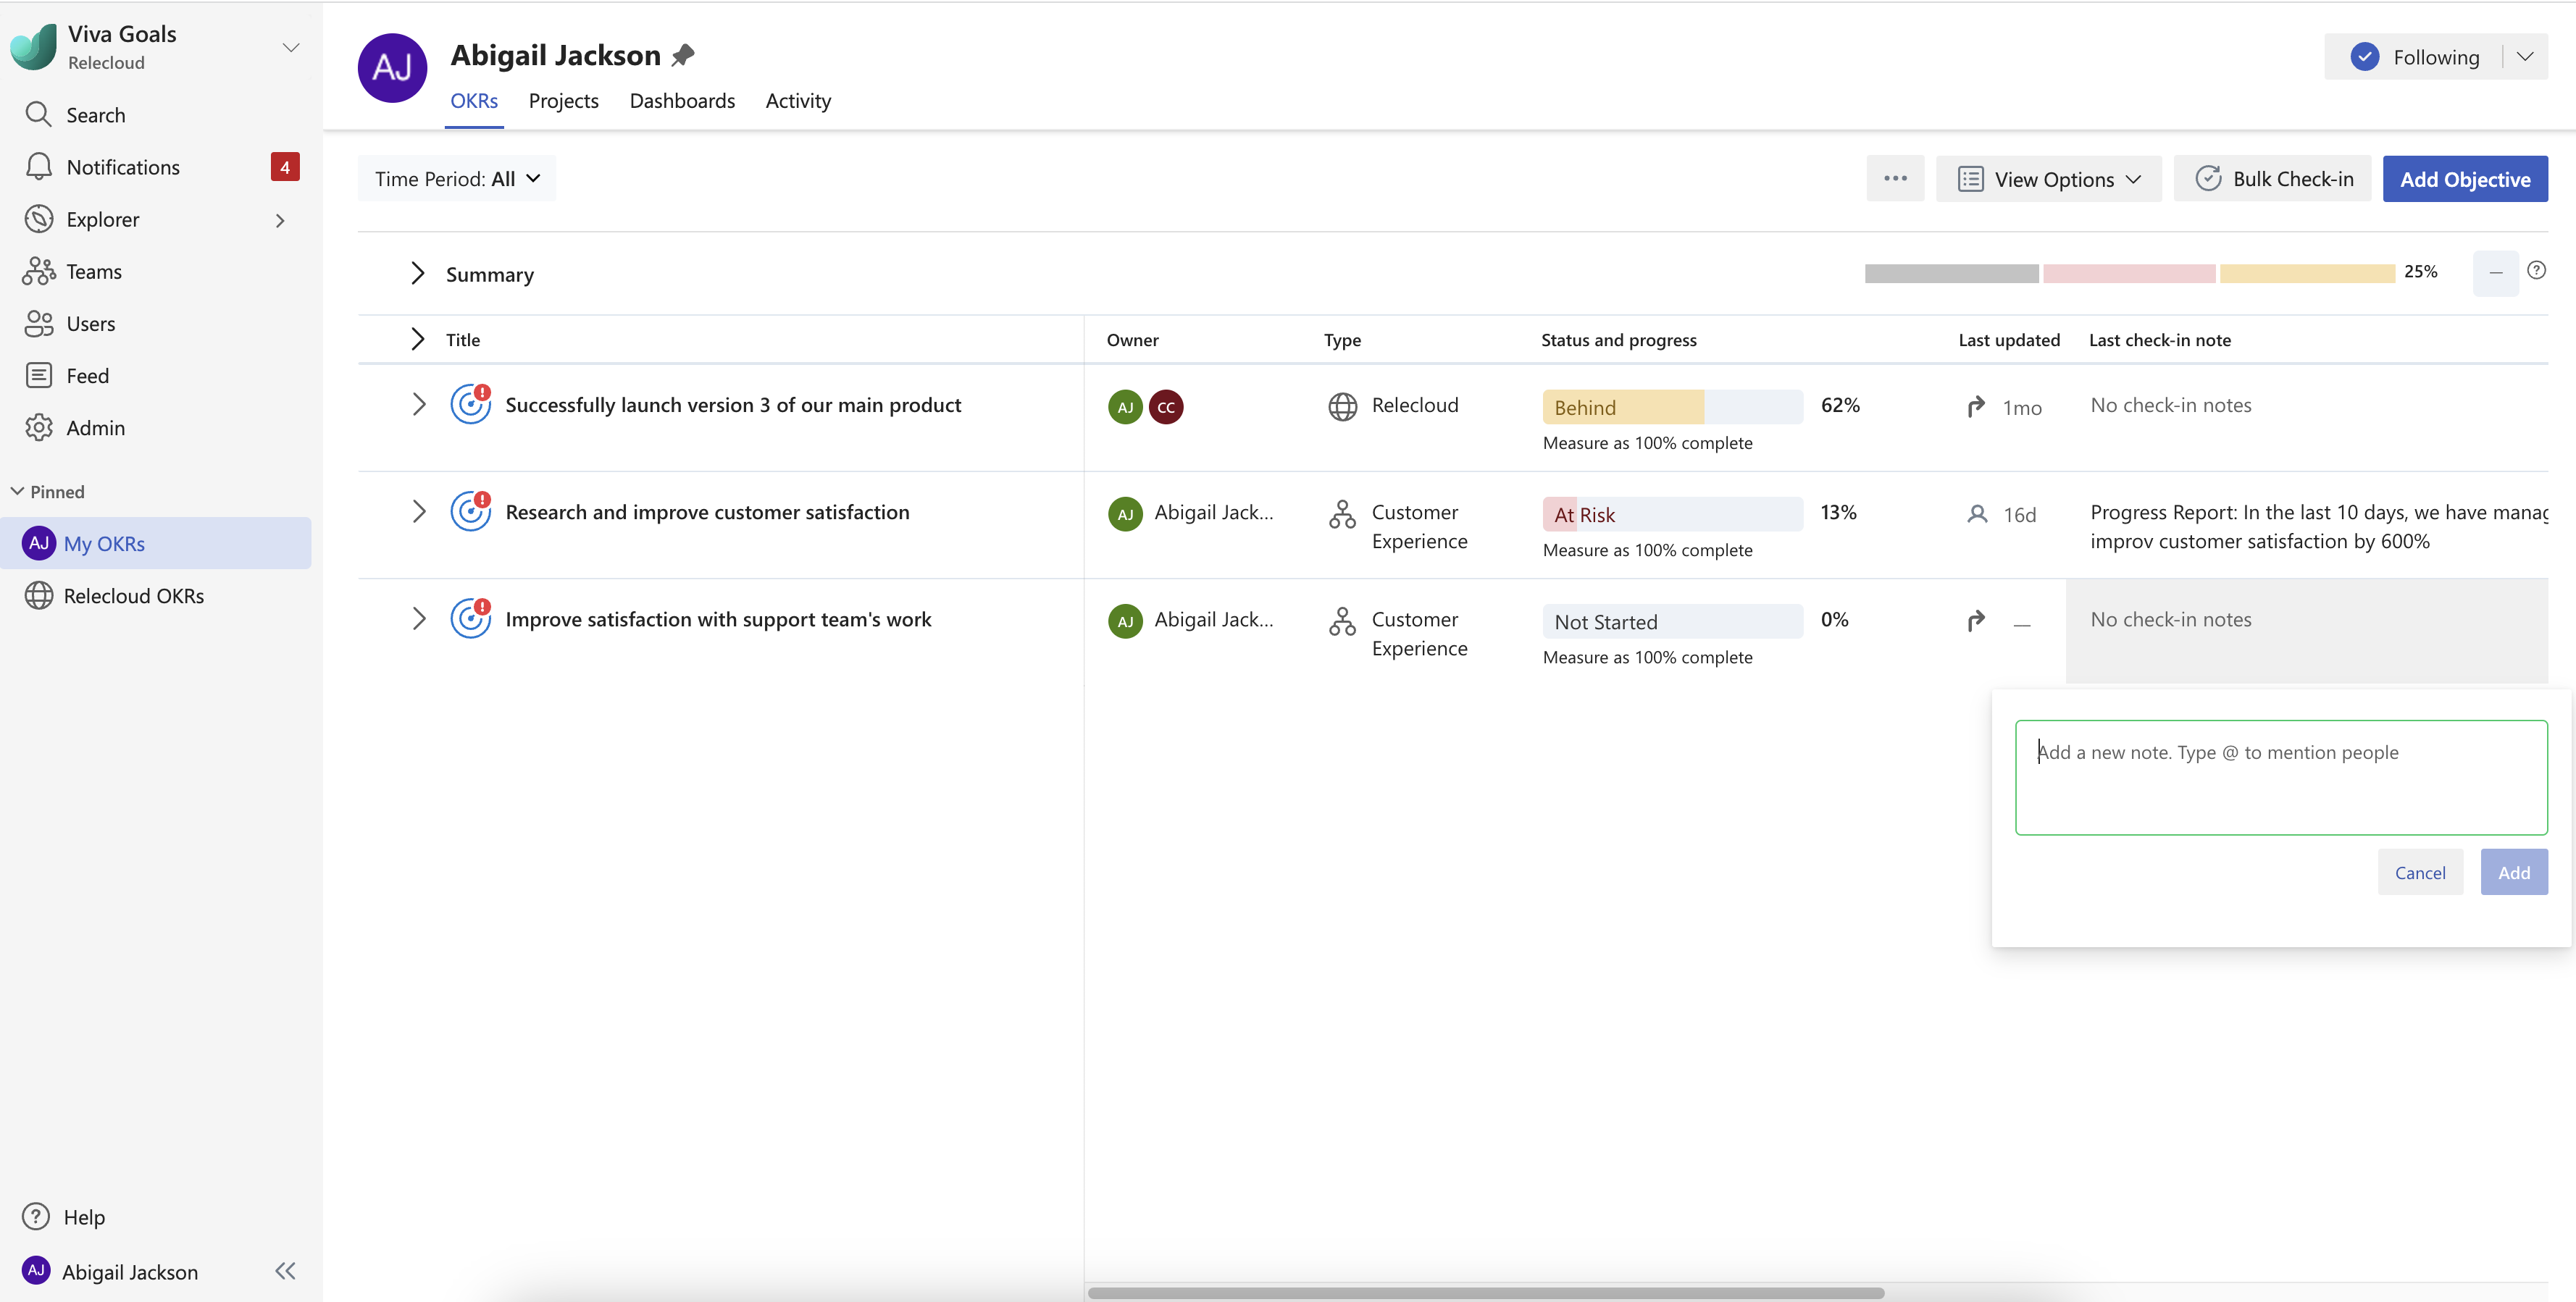 Viva Goals
Relecloud
Search
Notifications 4
Explorer
Teams
Users
Feed
Admin
Pinned
AJ My OKRs
Relecloud OKRs
Help
AJ Abigail Jackson
AJ
Abigail Jackson
OKRs Projects Dashboards Activity
Following
Time Period: All
View Options
Bulk Check-in
Add Objective
Summary
25%
Title Owner Type Status and progress Last updated Last check-in note
Successfully launch version 3 of our main product
AJ CC
Relecloud
Behind
62%
Measure as 100% complete
1mo
No check-in notes
Research and improve customer satisfaction
AJ Abigail Jack...
Customer
Experience
At Risk
13%
Measure as 100% complete
16d
Progress Report: In the last 10 days, we have
improv customer satisfaction by 600%
Improve satisfaction with support team's work
AJ Abigail Jack...
Customer
Experience
Not Started
0%
Measure as 100% complete
—
No check-in notes
Add a new note. Type @ to mention people
Cancel
Add